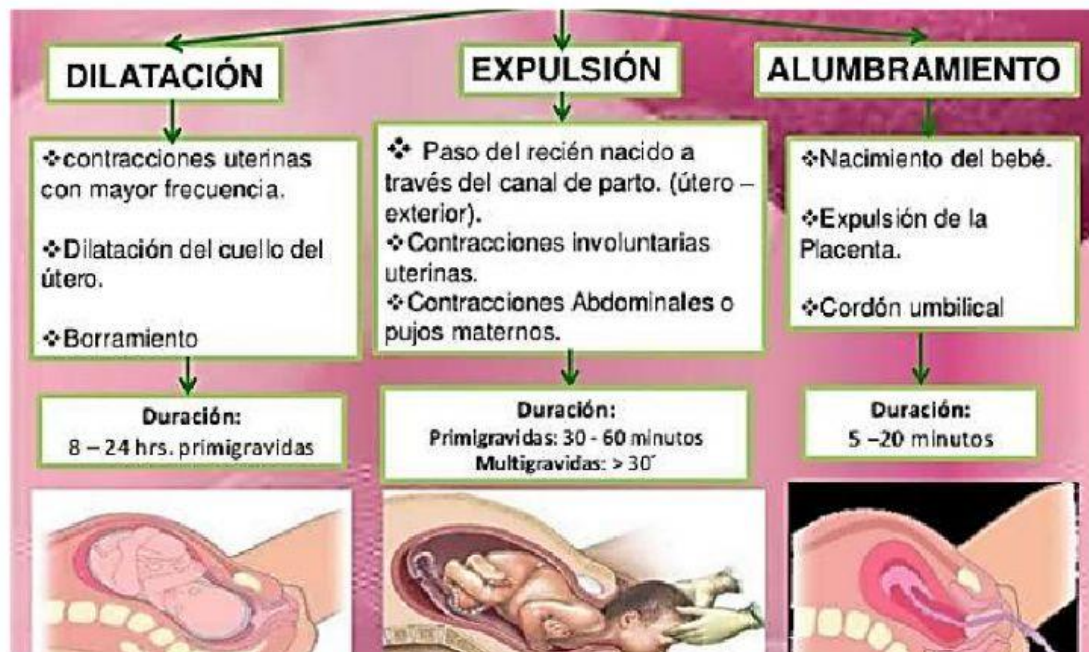 DILATACIÓN
❖contracciones uterinas
con mayor frecuencia.
❖Dilatación del cuello del
útero.
❖Borramiento
Duración:
8 – 24 hrs. primigravidas
EXPULSIÓN
❖ Paso del recién nacido a
través del canal de parto. (útero –
exterior).
❖Contracciones involuntarias
uterinas.
❖Contracciones Abdominales o
pujos maternos.
Duración:
Primigravidas: 30 - 60 minutos
Multigravidas: > 30´
ALUMBRAMIENTO
❖Nacimiento del bebé.
❖Expulsión de la
Placenta.
❖Cordón umbilical
Duración:
5 –20 minutos